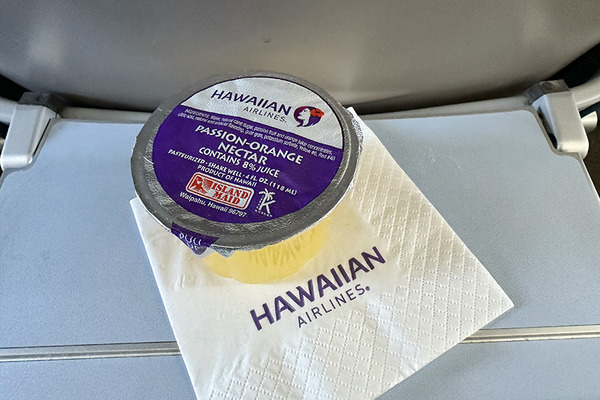 HAWAIIAN
AIRLINES.
PASSION-ORANGE
NECTAR
CONTAINS 8% JUICE
PASTEURIZED · SHAKE WELL · 4 FL. OZ (118 ML)
PRODUCT OF HAWAII
ISLAND
MAID
K
Waipahu, Hawaii 96797
HAWAIIAN
AIRLINES®